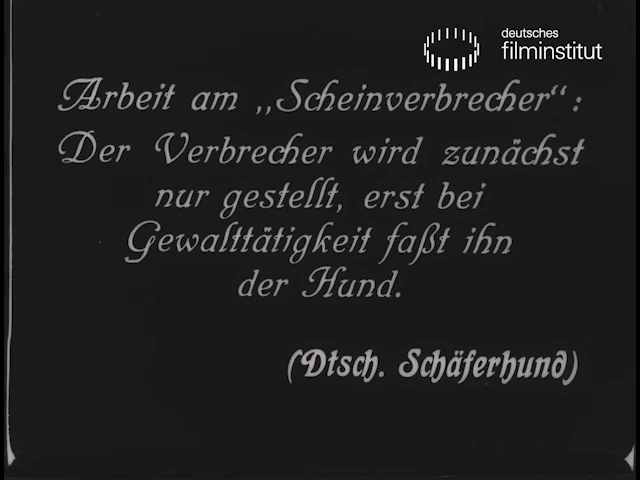 deutsches
filminstitut
Arbeit am „Scheinverbrecher“:
Der Verbrecher wird zunächst
nur gestellt, erst bei
Gewalttätigkeit faßt ihn
der Hund.
(Dtsch. Schäferhund)